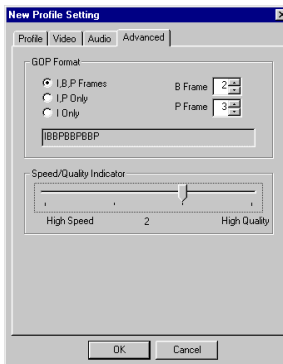 New Profile Setting
Profile Video Audio Advanced
GOP Format
I,B,P Frames
I,P Only
I Only
B Frame 2
P Frame 3
IBBPBBPBBP
Speed/Quality Indicator
High Speed 2 High Quality
OK Cancel